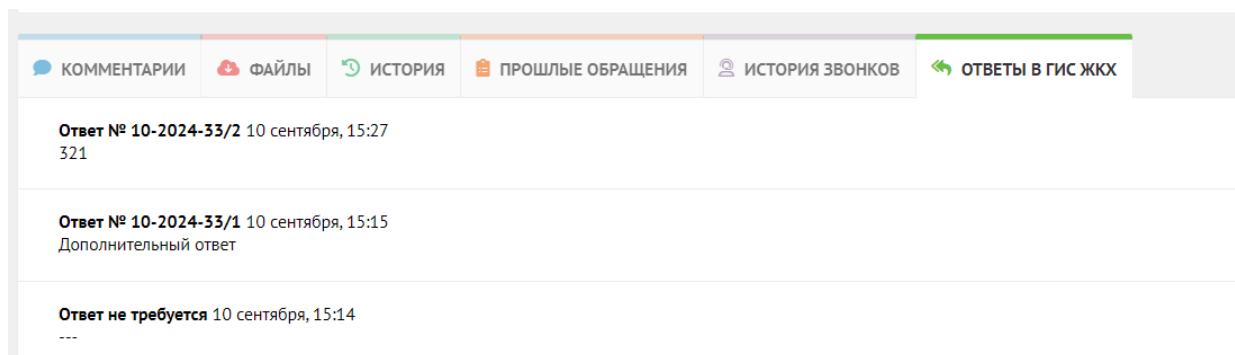 КОММЕНТАРИИ ФАЙЛЫ ИСТОРИЯ ПРОШЛЫЕ ОБРАЩЕНИЯ ИСТОРИЯ ЗВОНКОВ ОТВЕТЫ В ГИС ЖКХ
Ответ № 10-2024-33/2 10 сентября, 15:27
321
Ответ № 10-2024-33/1 10 сентября, 15:15
Дополнительный ответ
Ответ не требуется 10 сентября, 15:14
---